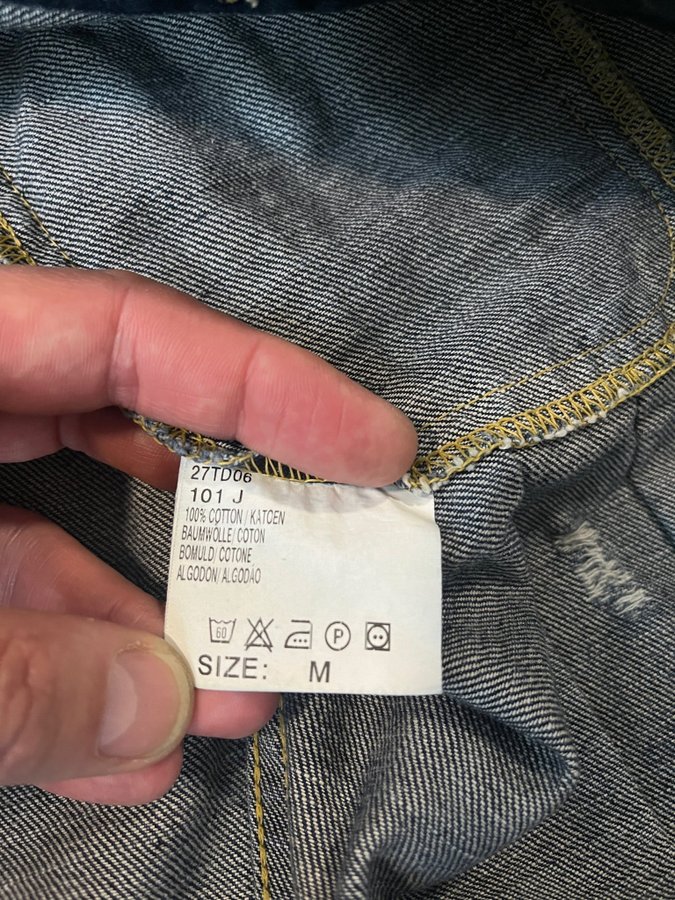 27TD06
101 J
100% COTTON/KATOEN
BAUMWOLLE/COTON
BOMULD/COTONE
ALGODON/ALGODÃO
60 P
SIZE: M